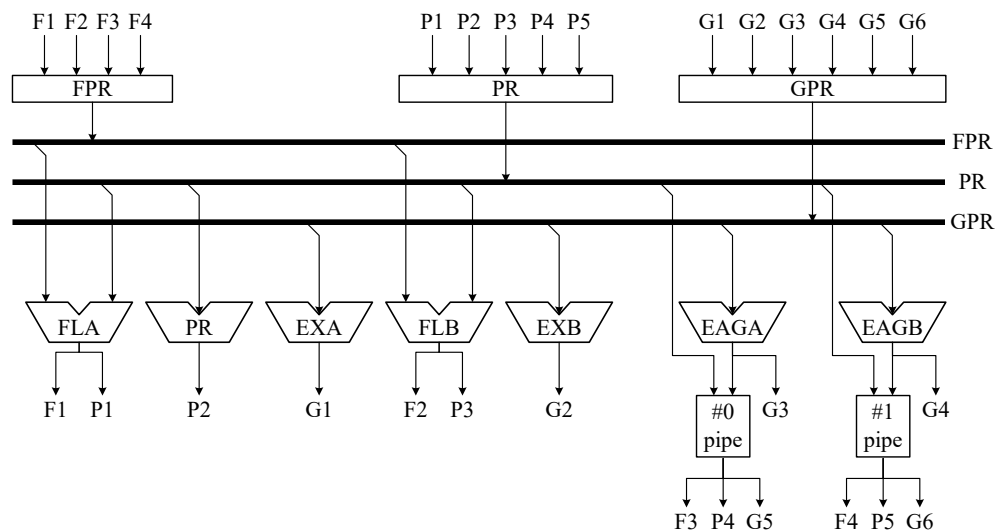 F1 F2 F3 F4 P1 P2 P3 P4 P5 G1 G2 G3 G4 G5 G6
FPR PR GPR
FPR
PR
GPR
FLA PR EXA FLB EXB EAGA EAGB
F1 P1 P2 G1 F2 P3 G2 #0 G3 #1 G4
pipe pipe
F3 P4 G5 F4 P5 G6